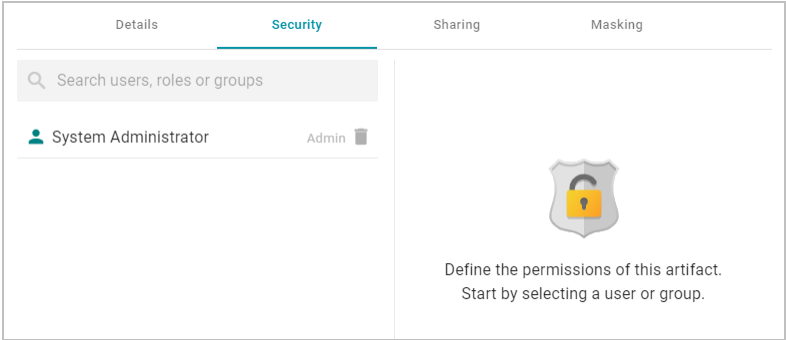 Details Security Sharing Masking
Search users, roles or groups
System Administrator Admin
Define the permissions of this artifact.
Start by selecting a user or group.